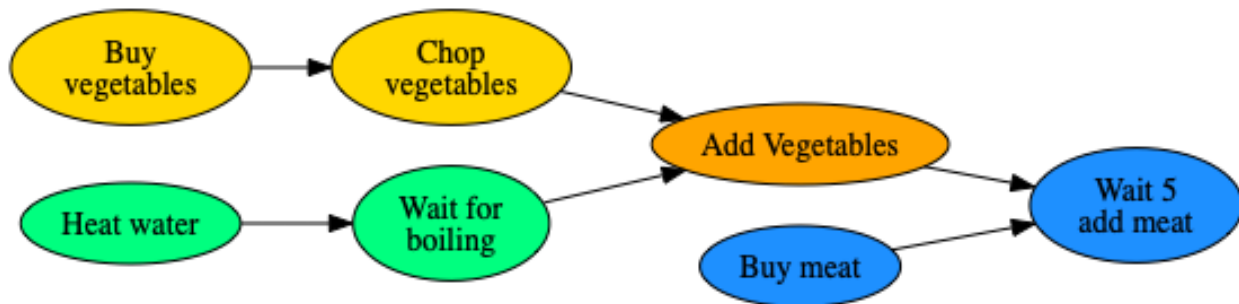 Buy
vegetables
Chop
vegetables
Add Vegetables
Heat water
Wait for
boiling
Buy meat
Wait 5
add meat